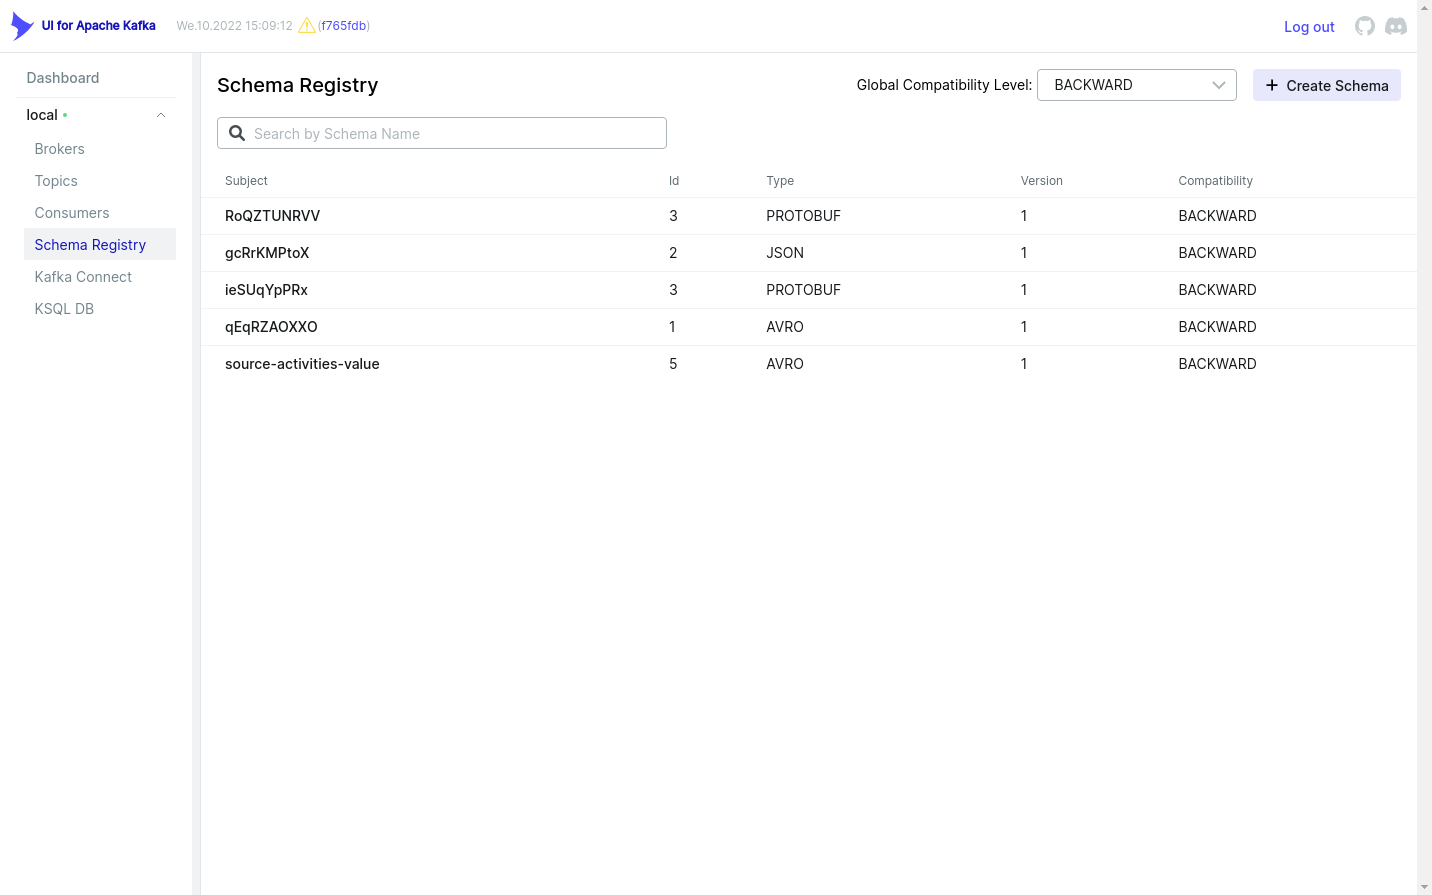 UI for Apache Kafka We.10.2022 15:09:12 (f765fdb) Log out
Dashboard
local
Brokers
Topics
Consumers
Schema Registry
Kafka Connect
KSQL DB
Schema Registry Global Compatibility Level: BACKWARD Create Schema
Search by Schema Name
Subject Id Type Version Compatibility
RoQZTUNRVV 3 PROTOBUF 1 BACKWARD
gcRrKMPtoX 2 JSON 1 BACKWARD
ieSUqYpPRx 3 PROTOBUF 1 BACKWARD
qEqRZAOXXO 1 AVRO 1 BACKWARD
source-activities-value 5 AVRO 1 BACKWARD